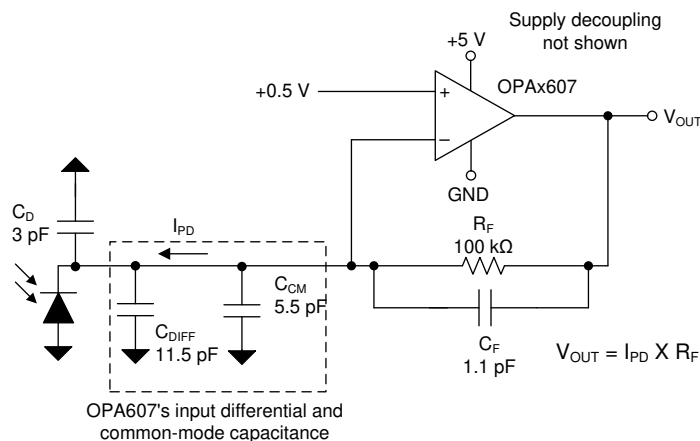 Supply decoupling
not shown
+5 V
OPAx607
+0.5 V
+
−
V_OUT
GND
C_D
3 pF
I_PD
R_F
100 kΩ
C_CM
5.5 pF
C_DIFF
11.5 pF
C_F
1.1 pF
V_OUT = I_PD X R_F
OPA607's input differential and
common-mode capacitance